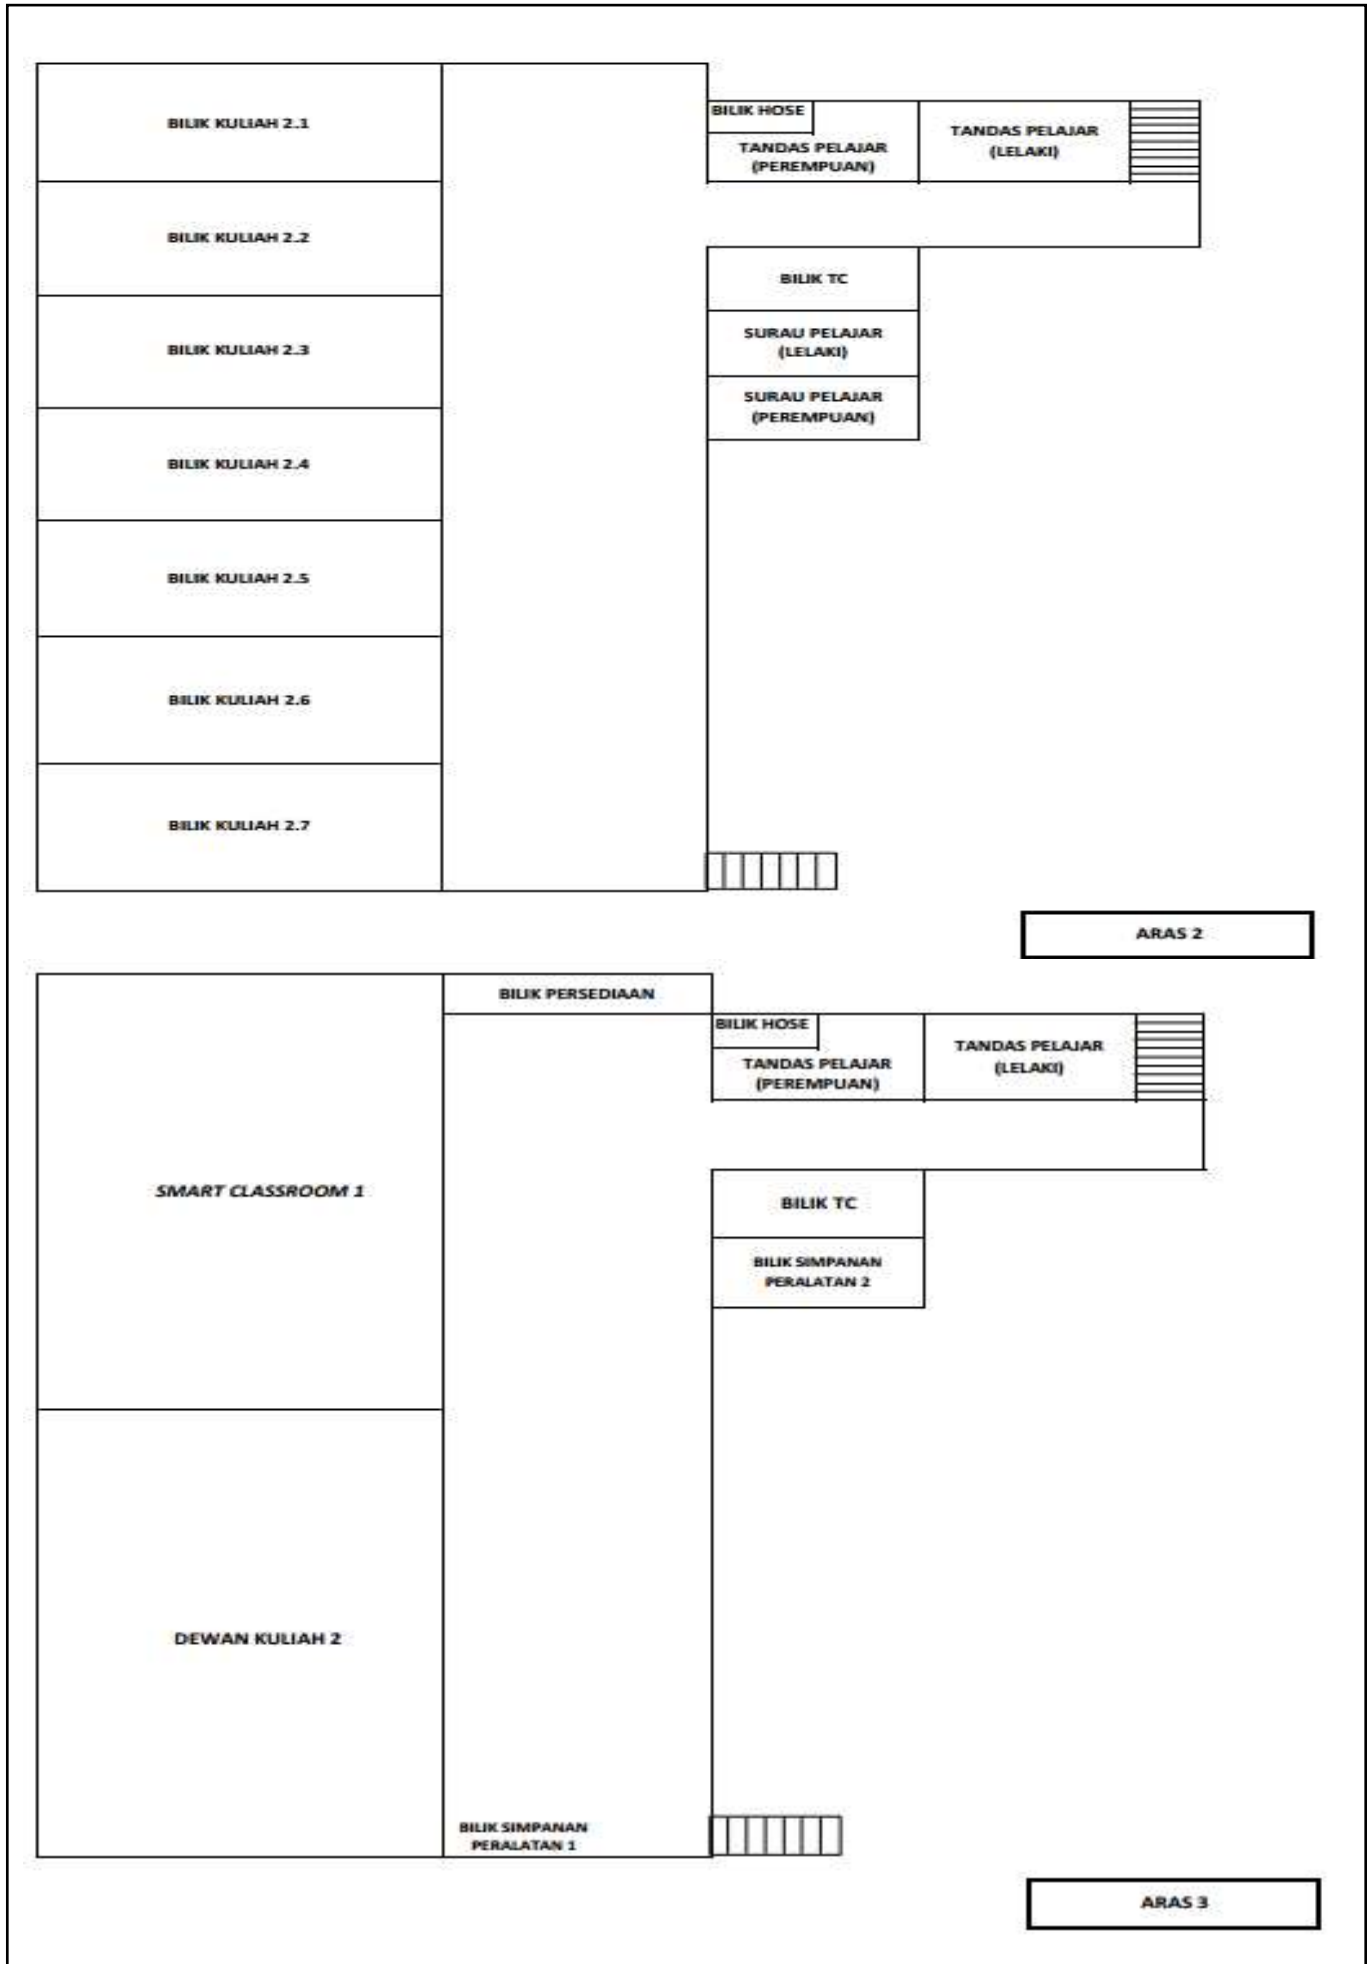 BILIK KULIAH 2.1
BILIK HOSE
TANDAS PELAJAR
(PEREMPUAN)
TANDAS PELAJAR
(LELAKI)
BILIK KULIAH 2.2
BILIK TC
BILIK KULIAH 2.3
SURAU PELAJAR
(LELAKI)
SURAU PELAJAR
(PEREMPUAN)
BILIK KULIAH 2.4
BILIK KULIAH 2.5
BILIK KULIAH 2.6
BILIK KULIAH 2.7
ARAS 2
BILIK PERSEDIAAN
BILIK HOSE
TANDAS PELAJAR
(PEREMPUAN)
TANDAS PELAJAR
(LELAKI)
SMART CLASSROOM 1
BILIK TC
BILIK SIMPANAN
PERALATAN 2
DEWAN KULIAH 2
BILIK SIMPANAN
PERALATAN 1
ARAS 3